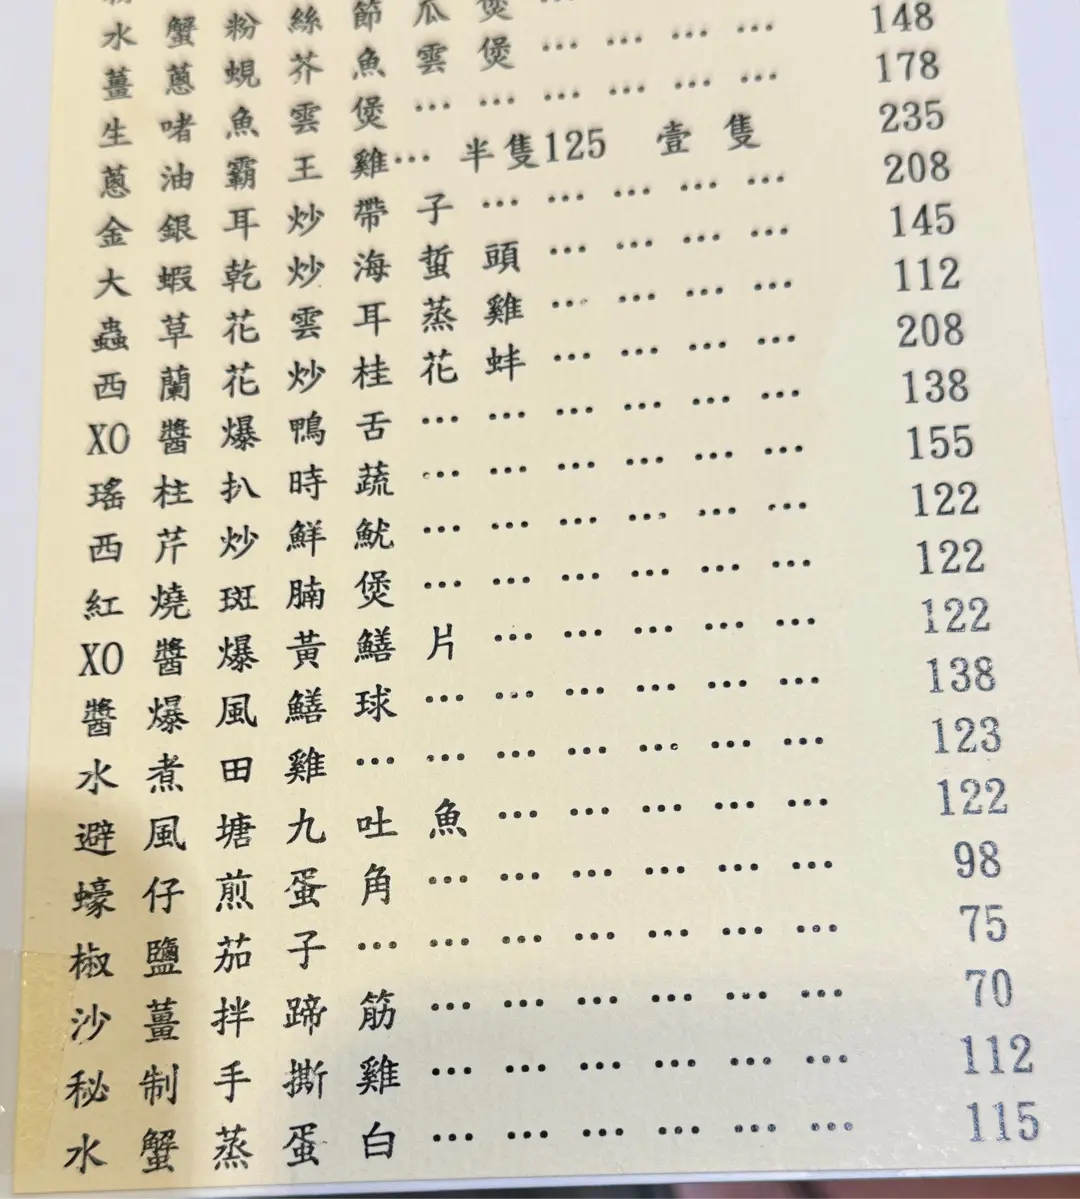 水蟹粉絲節瓜煲…
薑蔥蜆芥魚雲煲………… 148
生啫魚雲煲……………… 178
蔥油霸王雞… 半隻125 壹隻 235
金銀耳炒帶子…………… 208
大蝦乾炒海蜇頭………… 145
蟲草花雲耳蒸雞………… 112
西蘭花炒桂花蚌………… 208
XO醬爆鴨舌……………… 138
瑤柱扒時蔬……………… 155
西芹炒鮮魷……………… 122
紅燒斑腩煲……………… 122
XO醬爆黃鱔片…………… 122
醬爆風鱔球……………… 138
水煮田雞………………… 123
避風塘九吐魚…………… 122
蠔仔煎蛋角……………… 98
椒鹽茄子………………… 75
沙薑拌蹄筋……………… 70
秘制手撕雞……………… 112
水蟹蒸蛋白……………… 115